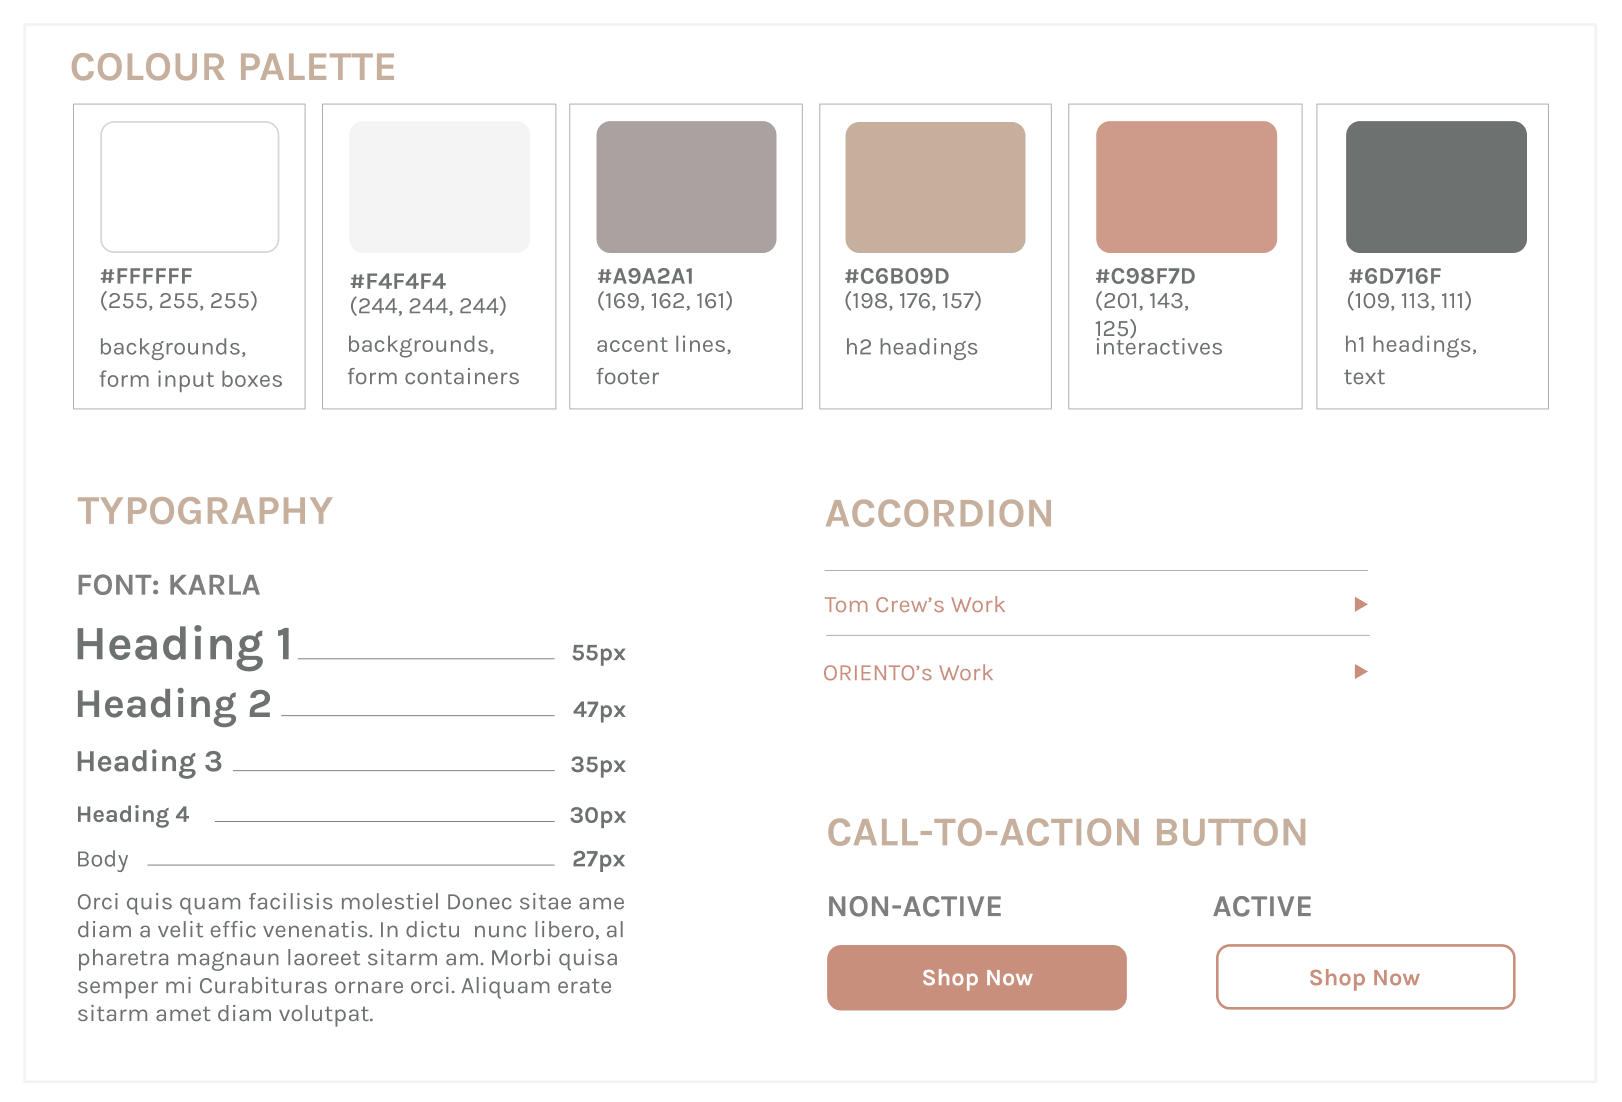 COLOUR PALETTE
#FFFFFF
(255, 255, 255)
backgrounds,
form input boxes
#F4F4F4
(244, 244, 244)
backgrounds,
form containers
#A9A2A1
(169, 162, 161)
accent lines,
footer
#C6B09D
(198, 176, 157)
h2 headings
#C98F7D
(201, 143,
125)
interactives
#6D716F
(109, 113, 111)
h1 headings,
text
TYPOGRAPHY
FONT: KARLA
Heading 1 55px
Heading 2 47px
Heading 3 35px
Heading 4 30px
Body 27px
Orci quis quam facilisis molestiel Donec sitae ame
diam a velit effic venenatis. In dictu  nunc libero, al
pharetra magnaun laoreet sitarm am. Morbi quisa
semper mi Curabituras ornare orci. Aliquam erate
sitarm amet diam volutpat.
ACCORDION
Tom Crew’s Work
ORIENTO’s Work
CALL-TO-ACTION BUTTON
NON-ACTIVE
Shop Now
ACTIVE
Shop Now